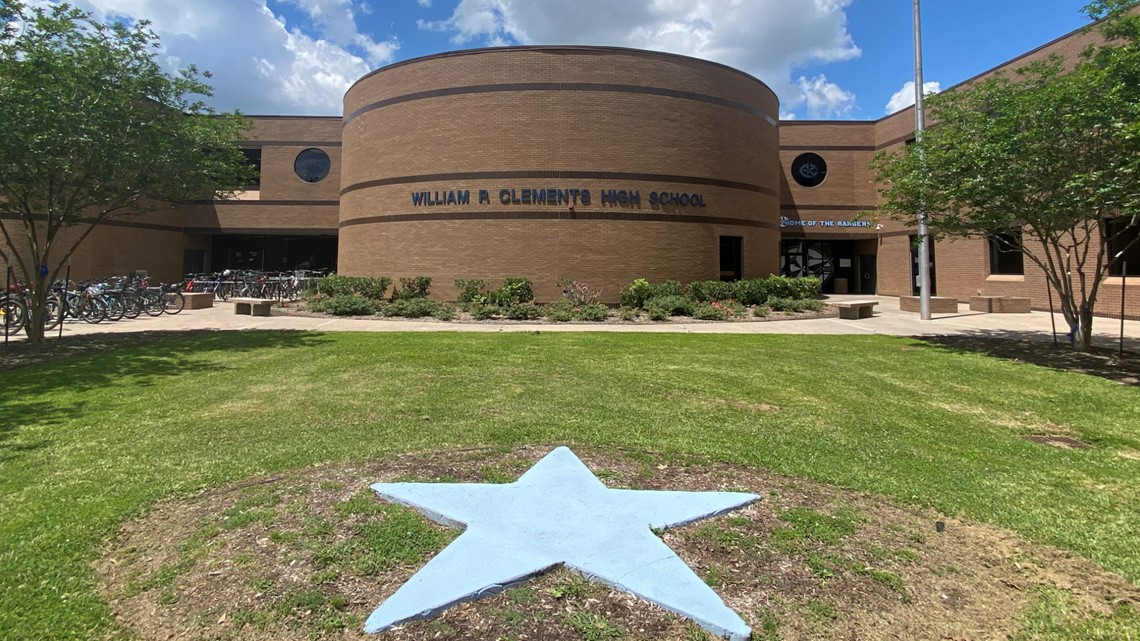 WILLIAM P. CLEMENTS HIGH SCHOOL
HOME OF THE RANGERS